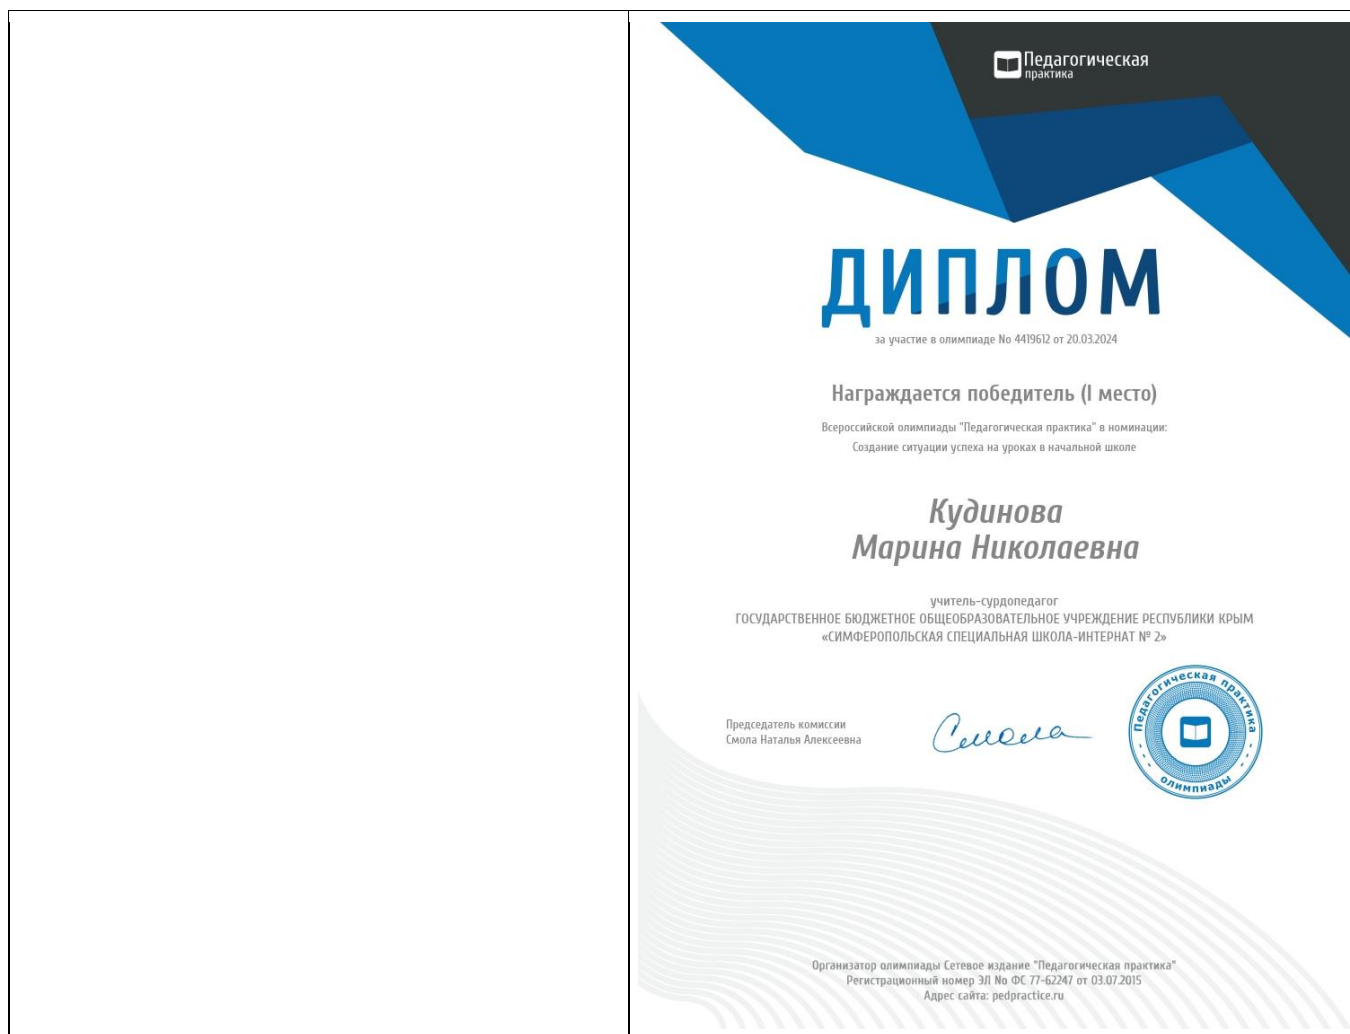 Педагогическая
практика
ДИПЛОМ
за участие в олимпиаде No 4419612 от 20.03.2024
Награждается победитель (I место)
Всероссийской олимпиады "Педагогическая практика" в номинации:
Создание ситуации успеха на уроках в начальной школе
Кудинова
Марина Николаевна
учитель-сурдопедагог
ГОСУДАРСТВЕННОЕ БЮДЖЕТНОЕ ОБЩЕОБРАЗОВАТЕЛЬНОЕ УЧРЕЖДЕНИЕ РЕСПУБЛИКИ КРЫМ
«СИМФЕРОПОЛЬСКАЯ СПЕЦИАЛЬНАЯ ШКОЛА-ИНТЕРНАТ № 2»
Председатель комиссии
Смола Наталья Алексеевна
Смола
Педагогическая практика
олимпиады
Организатор олимпиады Сетевое издание "Педагогическая практика"
Регистрационный номер ЭЛ No ФС 77-62247 от 03.07.2015
Адрес сайта: pedpractice.ru